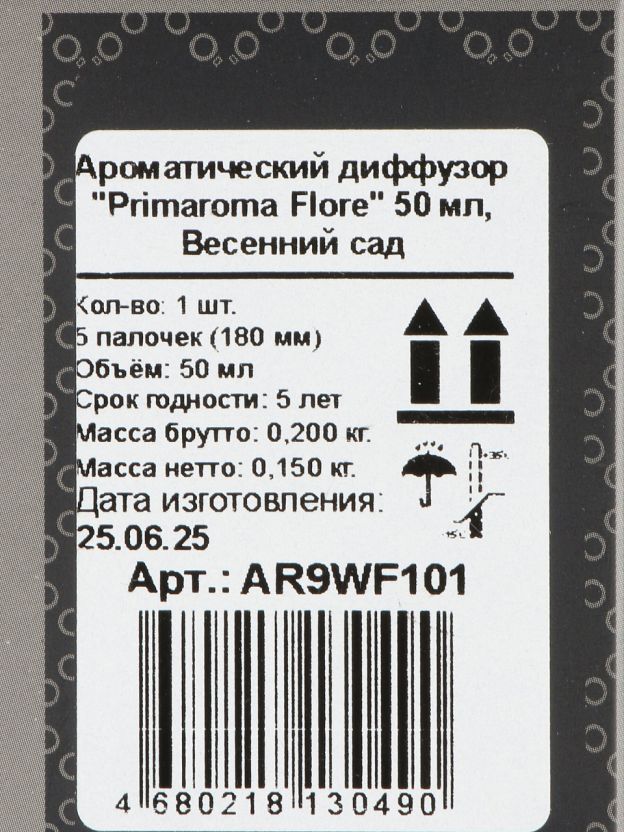 Ароматический диффузор
"Primaroma Flore" 50 мл,
Весенний сад
Кол-во: 1 шт.
5 палочек (180 мм)
Объём: 50 мл
Срок годности: 5 лет
Масса брутто: 0,200 кг.
Масса нетто: 0,150 кг.
Дата изготовления:
25.06.25
Арт.: AR9WF101
4 680218 130490